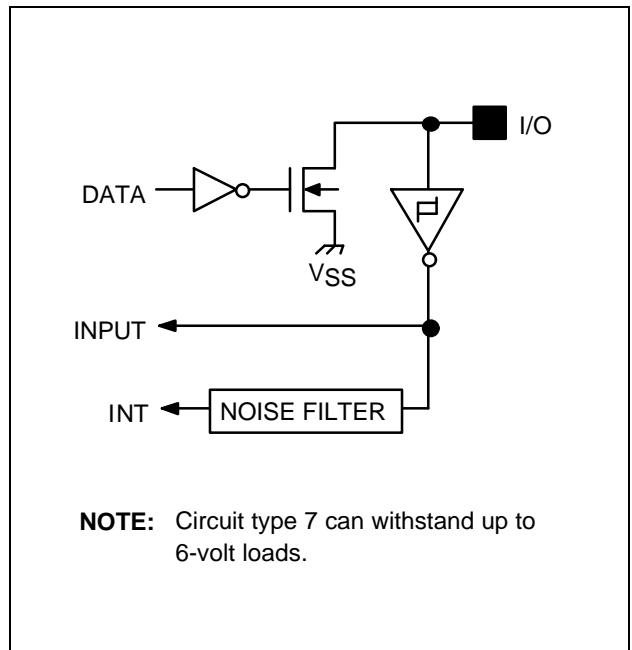 I/O
DATA
VSS
INPUT
INT
NOISE FILTER
NOTE: Circuit type 7 can withstand up to
6-volt loads.